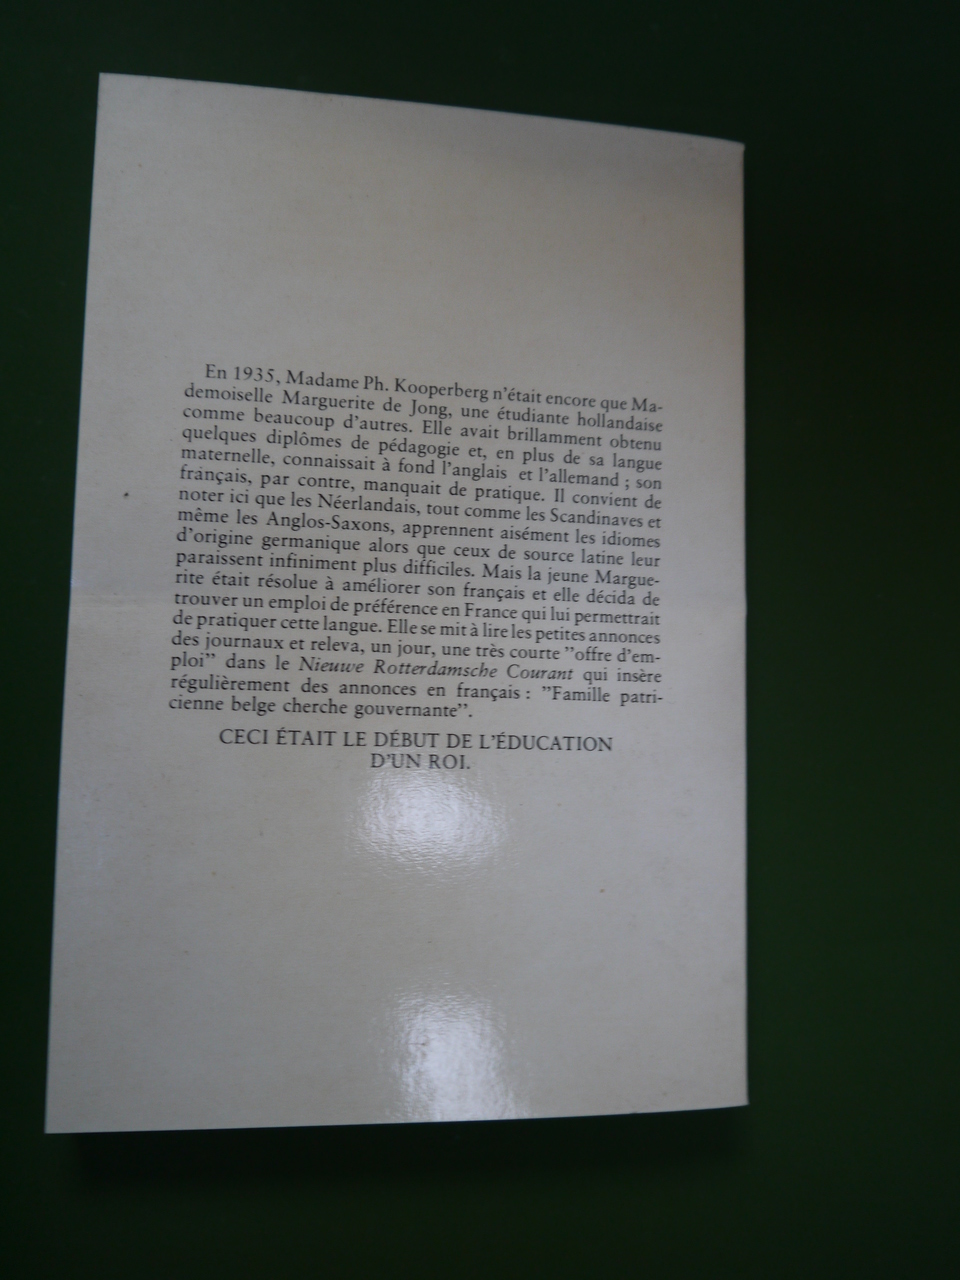 En 1935, Madame Ph. Kooperberg n'était encore que Ma-
demoiselle Marguerite de Jong, une étudiante hollandaise
comme beaucoup d'autres. Elle avait brillamment obtenu
quelques diplômes de pédagogie et, en plus de sa langue
maternelle, connaissait à fond l'anglais et l'allemand ; son
français, par contre, manquait de pratique. Il convient de
noter ici que les Néerlandais, tout comme les Scandinaves et
même les Anglos-Saxons, apprennent aisément les idiomes
d'origine germanique alors que ceux de source latine leur
paraissent infiniment plus difficiles. Mais la jeune Margue-
rite était résolue à améliorer son français et elle décida de
trouver un emploi de préférence en France qui lui permettrait
de pratiquer cette langue. Elle se mit à lire les petites annonces
des journaux et releva, un jour, une très courte ”offre d'em-
ploi” dans le Nieuwe Rotterdamsche Courant qui insère
régulièrement des annonces en français : ”Famille patri-
cienne belge cherche gouvernante”.
CECI ÉTAIT LE DÉBUT DE L'ÉDUCATION
D'UN ROI.